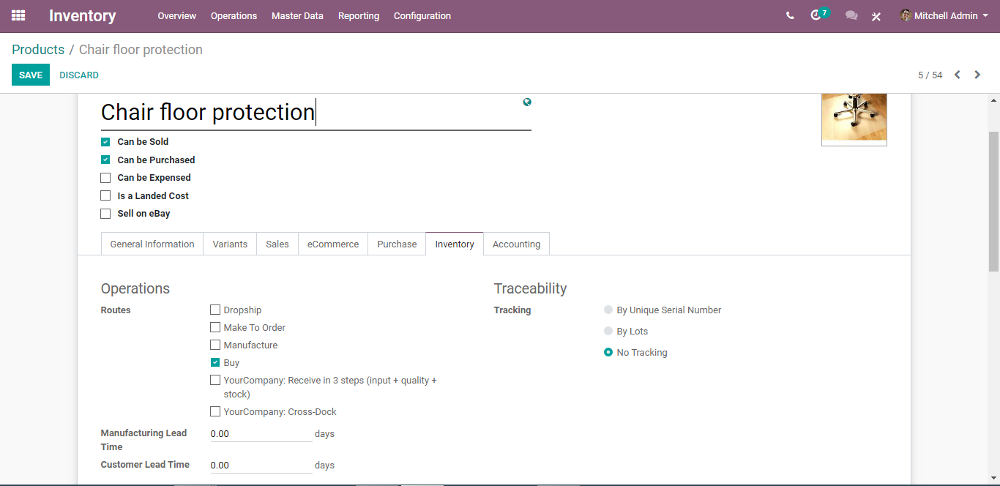 Inventory Overview Operations Master Data Reporting Configuration 7 Mitchell Admin
Products / Chair floor protection
SAVE DISCARD 5 / 54
Chair floor protection
Can be Sold
Can be Purchased
Can be Expensed
Is a Landed Cost
Sell on eBay
General Information Variants Sales eCommerce Purchase Inventory Accounting
Operations
Routes
Dropship
Make To Order
Manufacture
Buy
YourCompany: Receive in 3 steps (input + quality +
stock)
YourCompany: Cross-Dock
Manufacturing Lead
Time
0.00 days
Customer Lead Time 0.00 days
Traceability
Tracking
By Unique Serial Number
By Lots
No Tracking